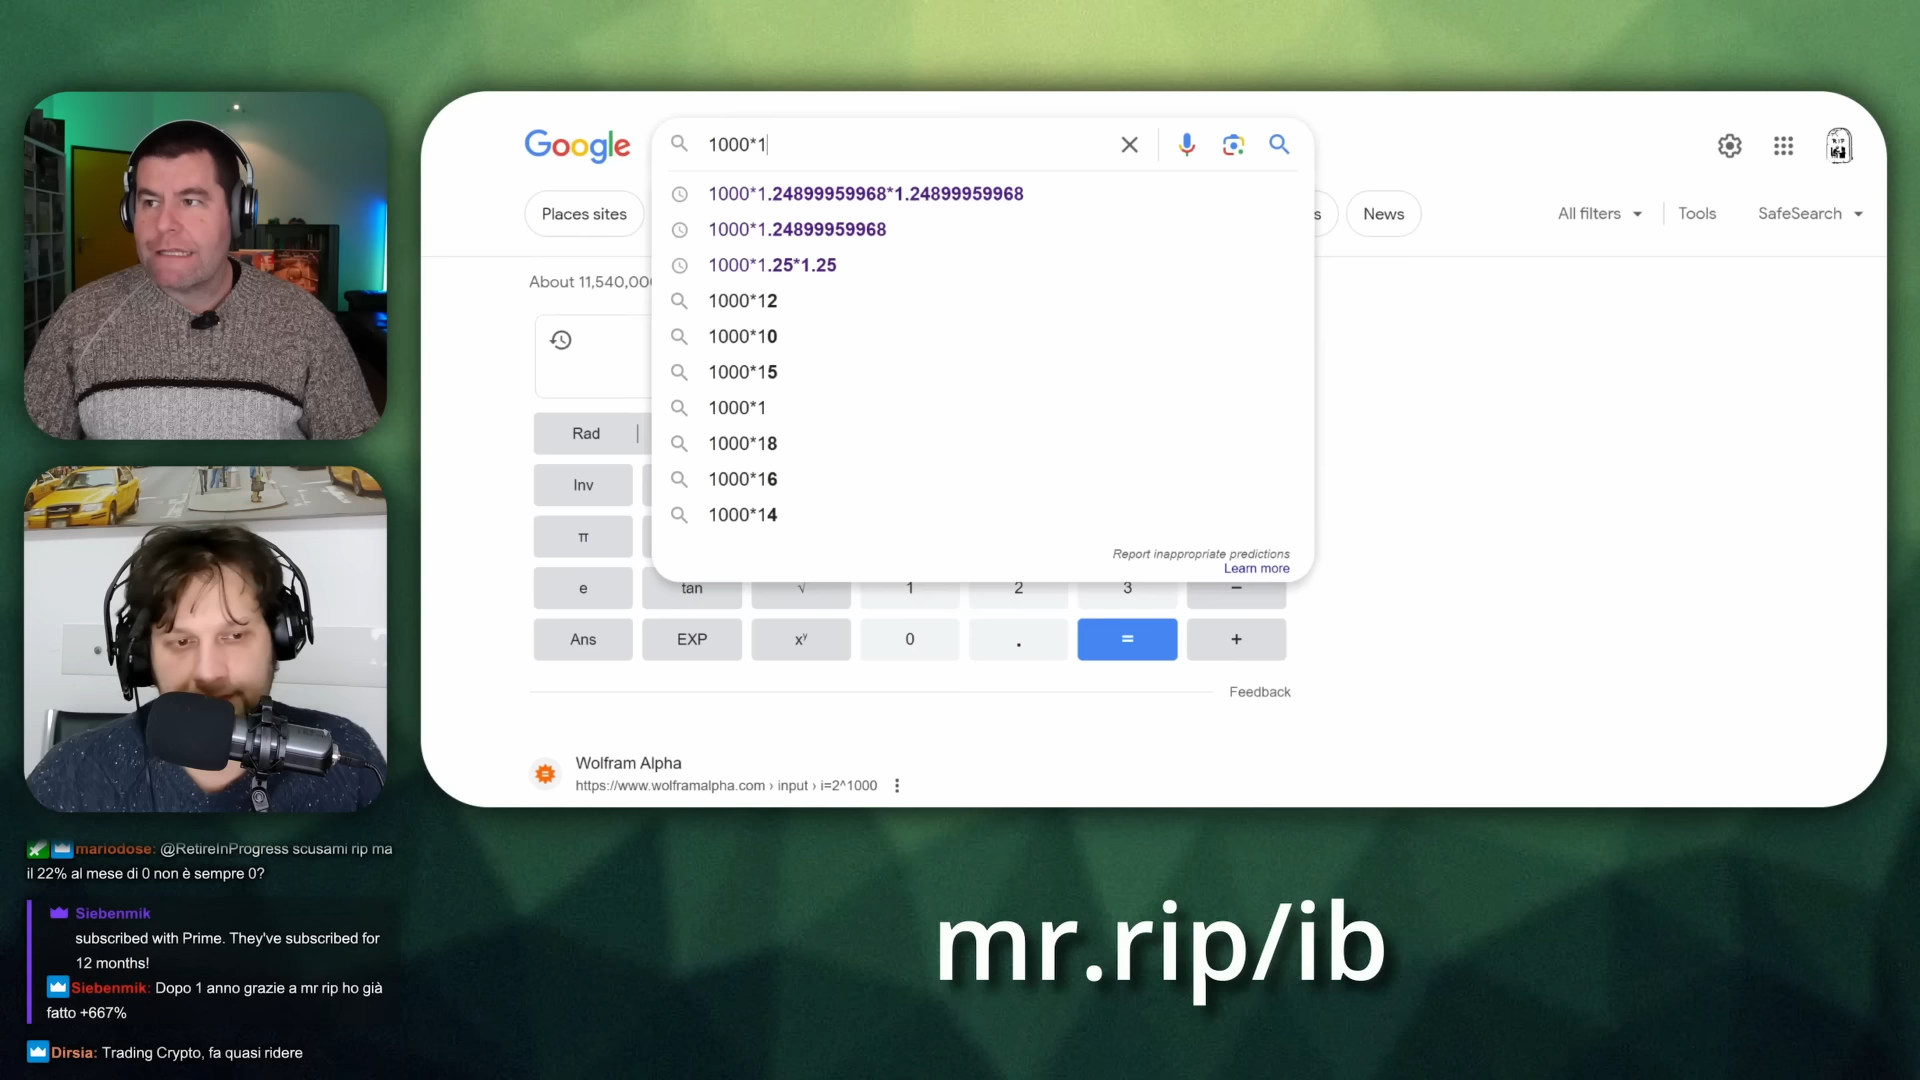 Google
1000*1
1000*1.24899959968*1.24899959968
1000*1.24899959968
1000*1.25*1.25
1000*12
1000*10
1000*15
1000*1
1000*18
1000*16
1000*14
Report inappropriate predictions
Learn more
Places sites
s
News
All filters
Tools
SafeSearch
About 11,540,000
Rad
Inv
π
e
tan
√
1
2
3
−
Ans
EXP
xʸ
0
.
=
+
Feedback
Wolfram Alpha
https://www.wolframalpha.com › input › i=2^1000
mariodose: @RetireInProgress scusami rip ma
il 22% al mese di 0 non è sempre 0?
Siebenmik
subscribed with Prime. They've subscribed for
12 months!
Siebenmik: Dopo 1 anno grazie a mr rip ho già
fatto +667%
Dirsia: Trading Crypto, fa quasi ridere
mr.rip/ib